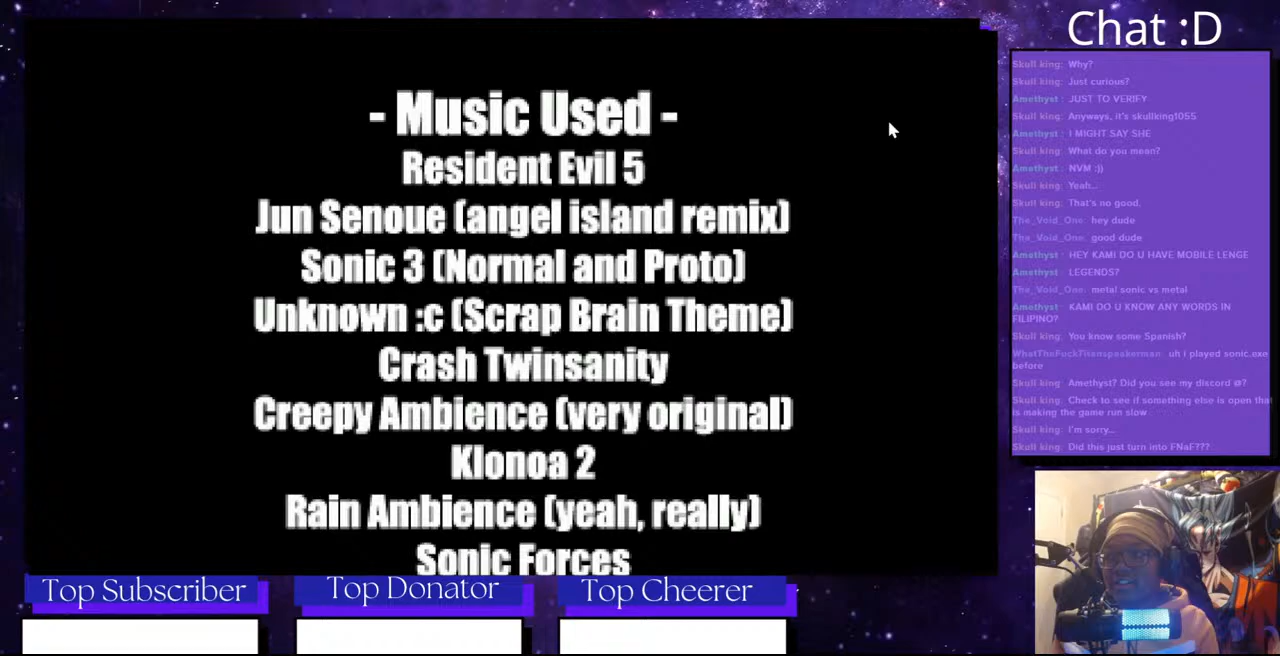 Chat :D
- Music Used -
Resident Evil 5
Jun Senoue (angel island remix)
Sonic 3 (Normal and Proto)
Unknown :c (Scrap Brain Theme)
Crash Twinsanity
Creepy Ambience (very original)
Klonoa 2
Rain Ambience (yeah, really)
Sonic Forces
Skull king: Why?
Skull king: Just curious?
Amethyst : JUST TO VERIFY
Skull king: Anyways, it's skullking1055
Amethyst : I MIGHT SAY SHE
Skull king: What do you mean?
Amethyst : NVM :))
Skull king: Yeah...
Skull king: That's no good,
The_Void_One: hey dude
The_Void_One: good dude
Amethyst : HEY KAMI DO U HAVE MOBILE LENGE
Amethyst : LEGENDS?
The_Void_One: metal sonic vs metal
Amethyst : KAMI DO U KNOW ANY WORDS IN
FILIPINO?
Skull king: You know some Spanish?
WhatTheFuckTitanspeakerman: uh i played sonic.exe
before
Skull king: Amethyst? Did you see my discord @?
Skull king: Check to see if something else is open that
is making the game run slow
Skull king: I'm sorry...
Skull king: Did this just turn into FNaF???
Top Subscriber
Top Donator
Top Cheerer